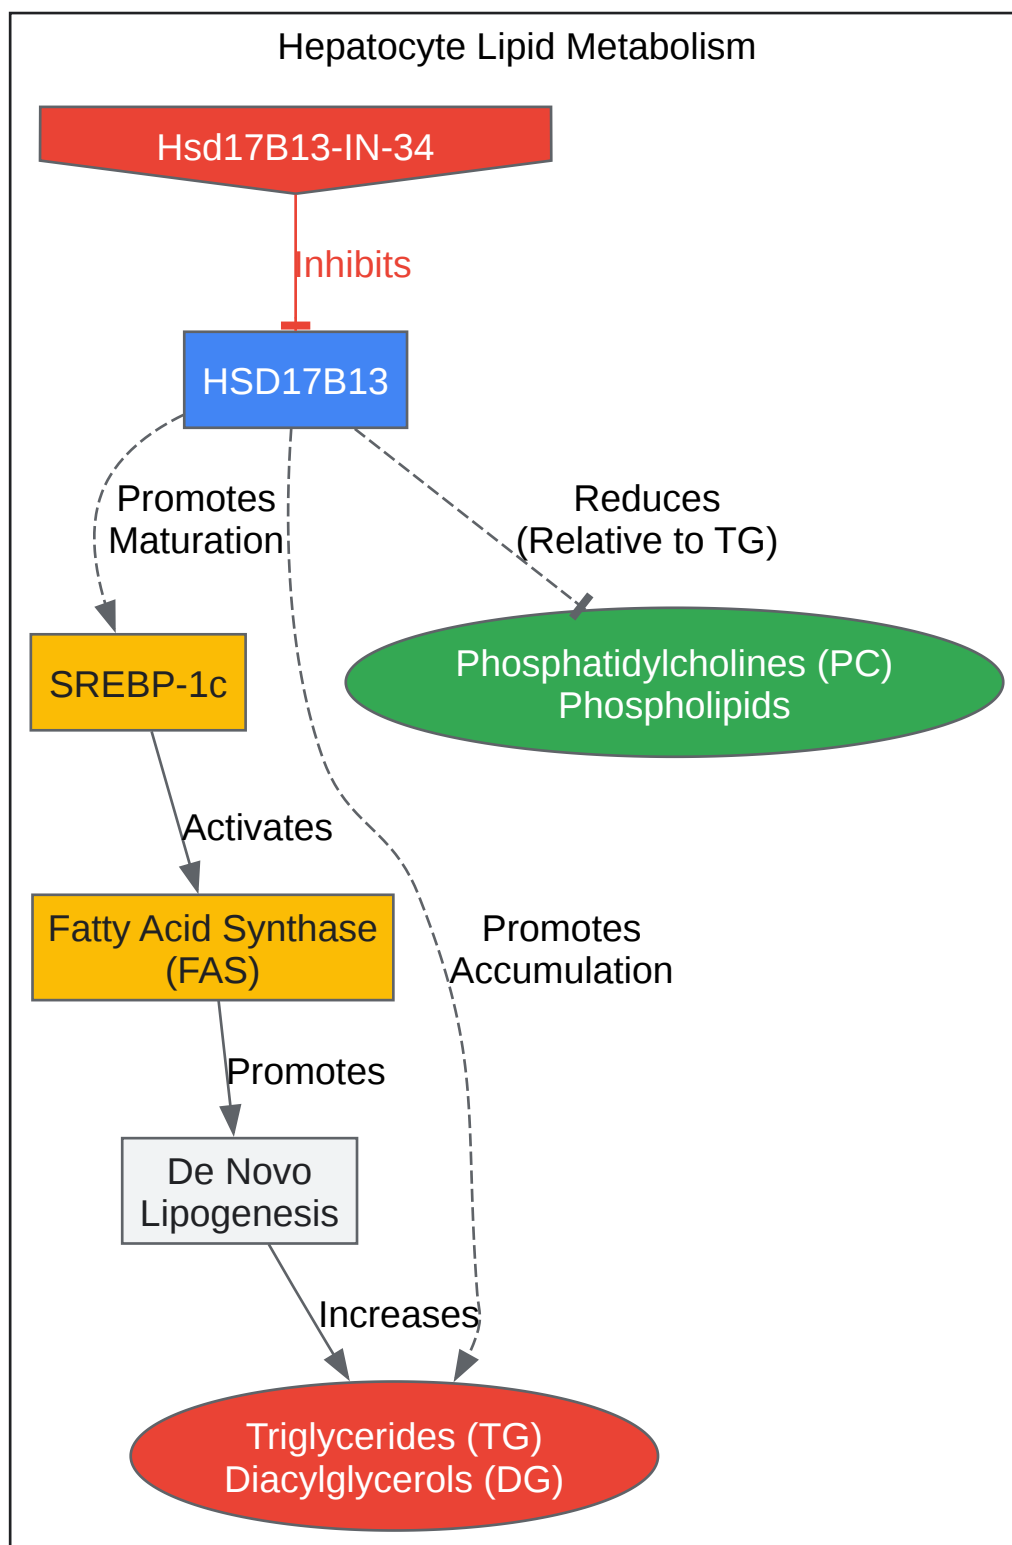 Hepatocyte Lipid Metabolism
Hsd17B13-IN-34
Inhibits
HSD17B13
Promotes
Maturation
Reduces
(Relative to TG)
SREBP-1c
Phosphatidylcholines (PC)
Phospholipids
Activates
Fatty Acid Synthase
(FAS)
Promotes
Accumulation
Promotes
De Novo
Lipogenesis
Increases
Triglycerides (TG)
Diacylglycerols (DG)